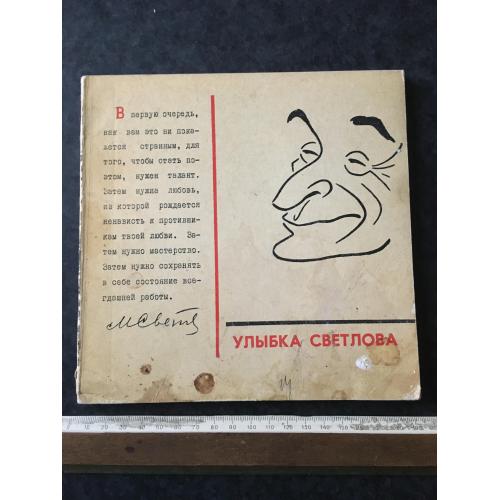 В первую очередь,
как вам это ни пока-
жется странным, для
того, чтобы стать по-
этом, нужен талант.
Затем нужна любовь,
из которой рождается
ненависть к противни-
кам твоей любви. За-
тем нужно мастерство.
Затем нужно сохранять
в себе состояние все-
гдашней работы.
МСветлов
УЛЫБКА СВЕТЛОВА